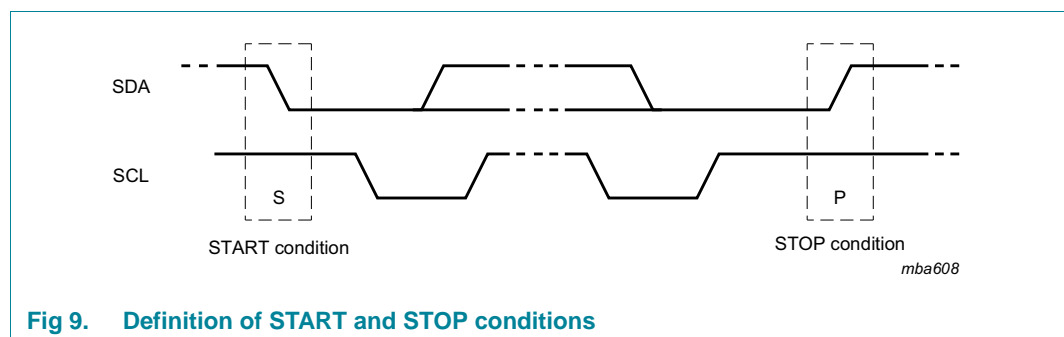 SDA
SCL
S
P
START condition
STOP condition
mba608
Fig 9. Definition of START and STOP conditions